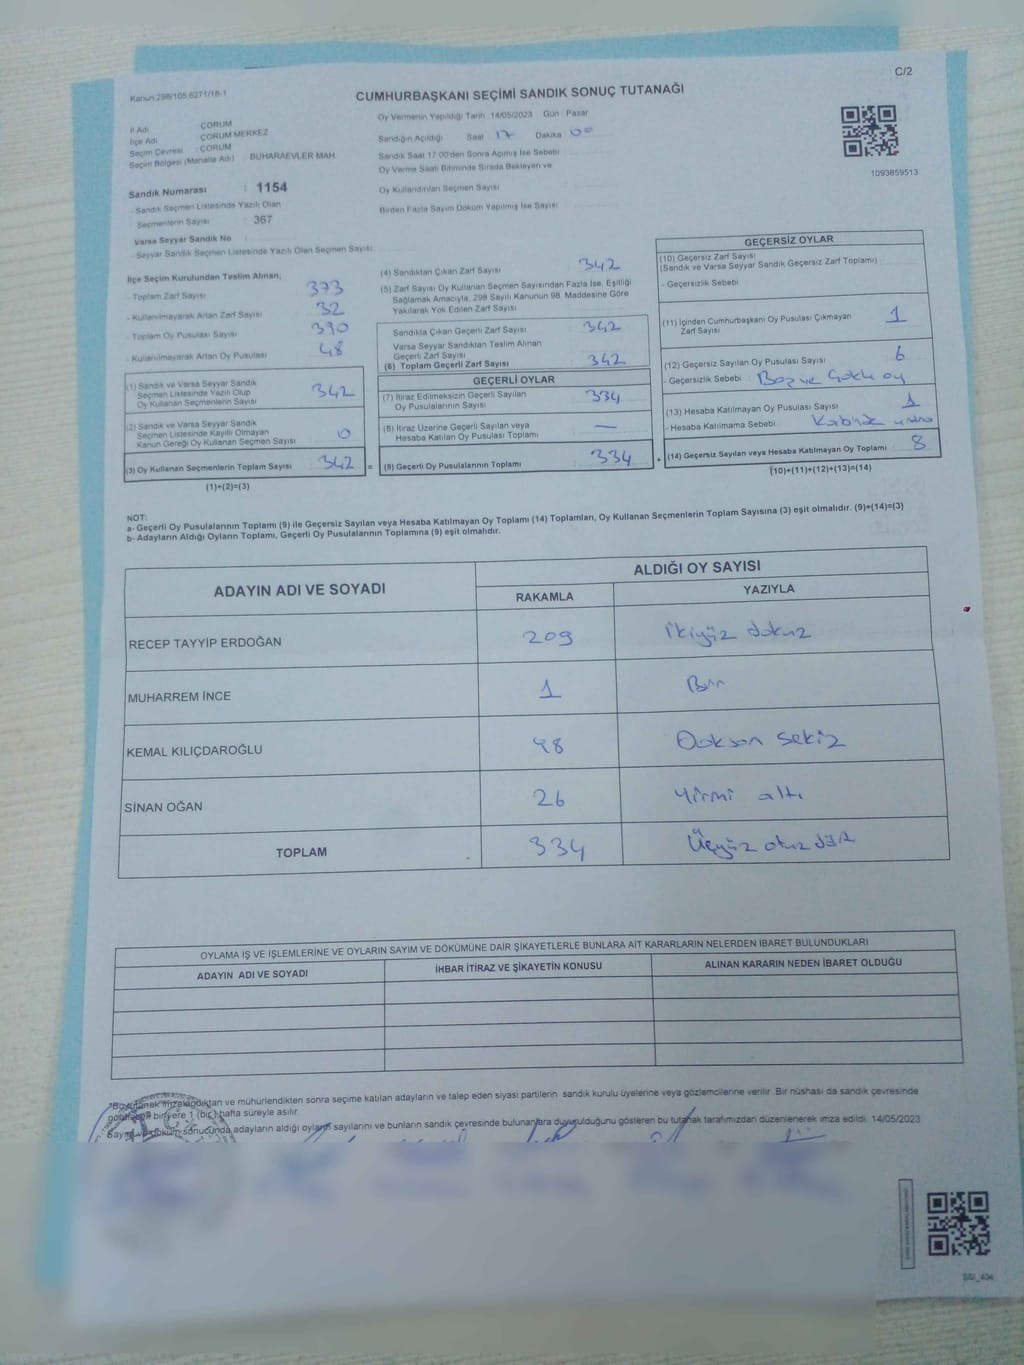 C/2
Kanun:298/105,6271/18-1
CUMHURBAŞKANI SEÇİMİ SANDIK SONUÇ TUTANAĞI
İl Adı : ÇORUM
İlçe Adı : ÇORUM MERKEZ
Seçim Çevresi : ÇORUM
Seçim Bölgesi (Mahalle Adı) : BUHARAEVLER MAH
Sandık Numarası : 1154
- Sandık Seçmen Listesinde Yazılı Olan
Seçmenlerin Sayısı : 367
Varsa Seyyar Sandık No :
- Seyyar Sandık Seçmen Listesinde Yazılı Olan Seçmen Sayısı:
Oy Vermenin Yapıldığı Tarih: 14/05/2023 Gün : Pazar
Sandığın Açıldığı Saat 17 Dakika 00
Sandık Saat 17:00'den Sonra Açılmış İse Sebebi
Oy Verme Saati Bitiminde Sırada Bekleyen ve
Oy Kullandırılan Seçmen Sayısı
Birden Fazla Sayım Döküm Yapılmış İse Sayısı
1093859513
İlçe Seçim Kurulundan Teslim Alınan;
- Toplam Zarf Sayısı 373
- Kullanılmayarak Artan Zarf Sayısı 32
- Toplam Oy Pusulası Sayısı 390
- Kullanılmayarak Artan Oy Pusulası 48
(1) Sandık ve Varsa Seyyar Sandık
Seçmen Listesinde Yazılı Olup
Oy Kullanan Seçmenlerin Sayısı 342
(2) Sandık ve Varsa Seyyar Sandık
Seçmen Listesinde Kayıtlı Olmayan
Kanun Gereği Oy Kullanan Seçmen Sayısı 0
(3) Oy Kullanan Seçmenlerin Toplam Sayısı 342 =
(1)+(2)=(3)
(4) Sandıktan Çıkan Zarf Sayısı 342
(5) Zarf Sayısı Oy Kullanan Seçmen Sayısından Fazla İse, Eşitliği
Sağlamak Amacıyla, 298 Sayılı Kanunun 98. Maddesine Göre
Yakılarak Yok Edilen Zarf Sayısı
Sandıkta Çıkan Geçerli Zarf Sayısı 342
Varsa Seyyar Sandıktan Teslim Alınan
Geçerli Zarf Sayısı
(6) Toplam Geçerli Zarf Sayısı 342
GEÇERLİ OYLAR
(7) İtiraz Edilmeksizin Geçerli Sayılan
Oy Pusulalarının Sayısı 334
(8) İtiraz Üzerine Geçerli Sayılan veya
Hesaba Katılan Oy Pusulaları Toplamı —
(9) Geçerli Oy Pusulalarının Toplamı 334 +
GEÇERSİZ OYLAR
(10) Geçersiz Zarf Sayısı
(Sandık ve Varsa Seyyar Sandık Geçersiz Zarf Toplamı)
- Geçersizlik Sebebi
(11) İçinden Cumhurbaşkanı Oy Pusulası Çıkmayan
Zarf Sayısı 1
(12) Geçersiz Sayılan Oy Pusulası Sayısı 6
- Geçersizlik Sebebi : Boş ve Çoklu oy
(13) Hesaba Katılmayan Oy Pusulası Sayısı 1
- Hesaba Katılmama Sebebi
(14) Geçersiz Sayılan veya Hesaba Katılmayan Oy Toplamı 8
(10)+(11)+(12)+(13)=(14)
NOT:
a- Geçerli Oy Pusulalarının Toplamı (9) ile Geçersiz Sayılan veya Hesaba Katılmayan Oy Toplamı (14) Toplamları, Oy Kullanan Seçmenlerin Toplam Sayısına (3) eşit olmalıdır. (9)+(14)=(3)
b- Adayların Aldığı Oyların Toplamı, Geçerli Oy Pusulalarının Toplamına (9) eşit olmalıdır.
ADAYIN ADI VE SOYADI
ALDIĞI OY SAYISI
RAKAMLA YAZIYLA
RECEP TAYYİP ERDOĞAN 209 İkiyüz dokuz
MUHARREM İNCE 1 Bir
KEMAL KILIÇDAROĞLU 98 Doksan sekiz
SİNAN OĞAN 26 Yirmi altı
TOPLAM 334 Üçyüz otuz dört
OYLAMA İŞ VE İŞLEMLERİNE VE OYLARIN SAYIM VE DÖKÜMÜNE DAİR ŞİKAYETLERLE BUNLARA AİT KARARLARIN NELERDEN İBARET BULUNDUKLARI
ADAYIN ADI VE SOYADI İHBAR İTİRAZ VE ŞİKAYETİN KONUSU ALINAN KARARIN NEDEN İBARET OLDUĞU
*Bu tutanak imzalandıktan ve mühürlendikten sonra seçime katılan adayların ve talep eden siyasi partilerin sandık kurulu üyelerine veya gözlemcilerine verilir. Bir nüshası da sandık çevresinde
görülecek bir yere 1 (bir) hafta süreyle asılır.
Sayım ve döküm sonucunda adayların aldığı oyların sayılarını ve bunların sandık çevresinde bulunanlara duyurulduğunu gösteren bu tutanak tarafımızdan düzenlenerek imza edildi. 14/05/2023